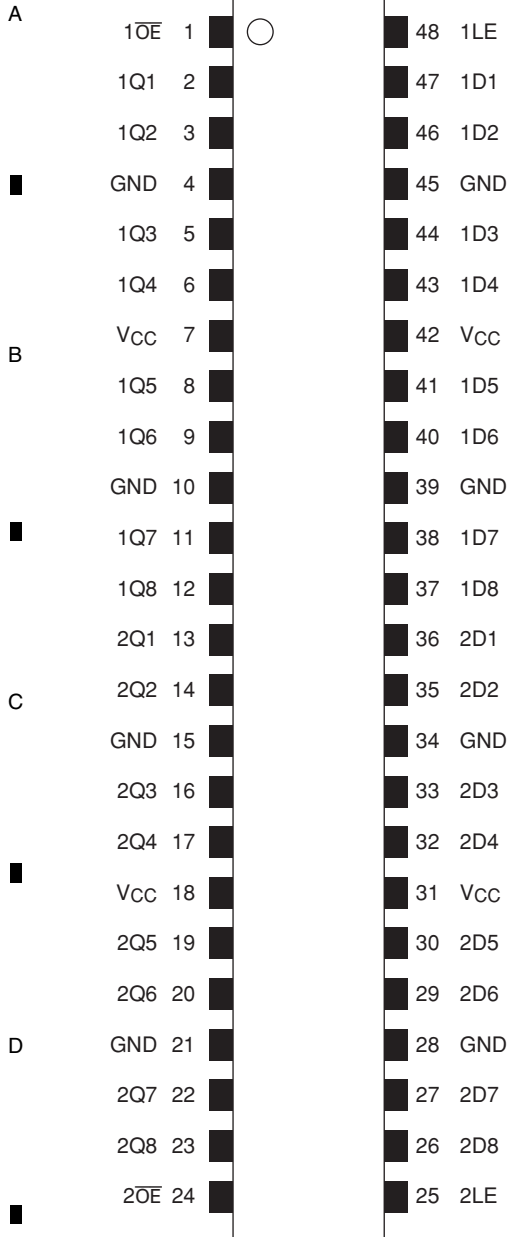 A
1O̅E̅ 1 48 1LE
1Q1 2 47 1D1
1Q2 3 46 1D2
GND 4 45 GND
1Q3 5 44 1D3
1Q4 6 43 1D4
VCC 7 42 VCC
B
1Q5 8 41 1D5
1Q6 9 40 1D6
GND 10 39 GND
1Q7 11 38 1D7
1Q8 12 37 1D8
2Q1 13 36 2D1
2Q2 14 35 2D2
C
GND 15 34 GND
2Q3 16 33 2D3
2Q4 17 32 2D4
VCC 18 31 VCC
2Q5 19 30 2D5
2Q6 20 29 2D6
D
GND 21 28 GND
2Q7 22 27 2D7
2Q8 23 26 2D8
2O̅E̅ 24 25 2LE